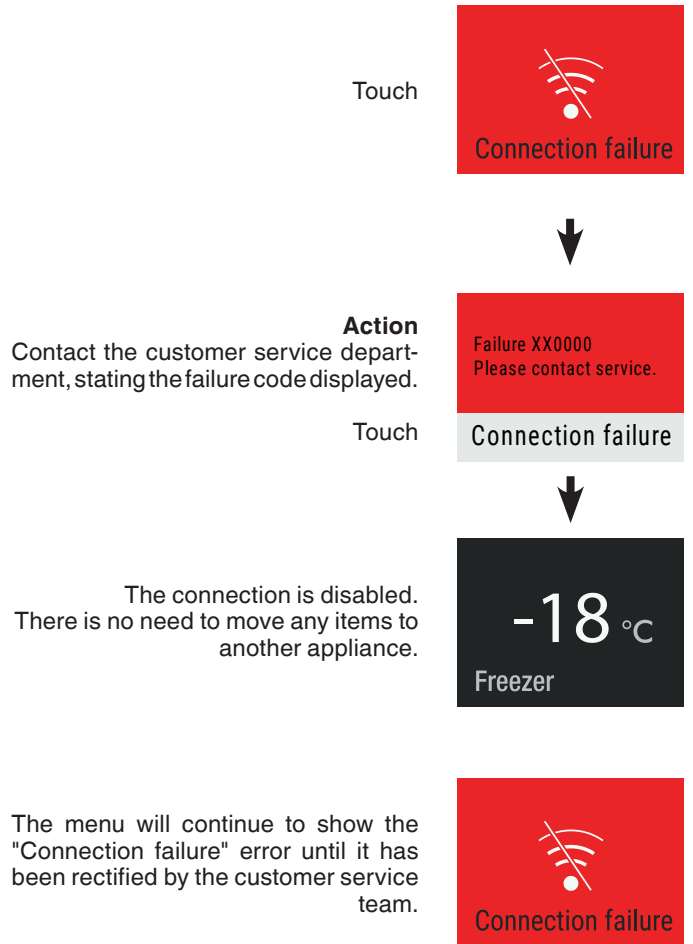 Touch
Connection failure
Action
Contact the customer service depart-
ment, stating the failure code displayed.
Failure XX0000
Please contact service.
Touch
Connection failure
The connection is disabled.
There is no need to move any items to
another appliance.
-18 °C
Freezer
The menu will continue to show the
"Connection failure" error until it has
been rectified by the customer service
team.
Connection failure